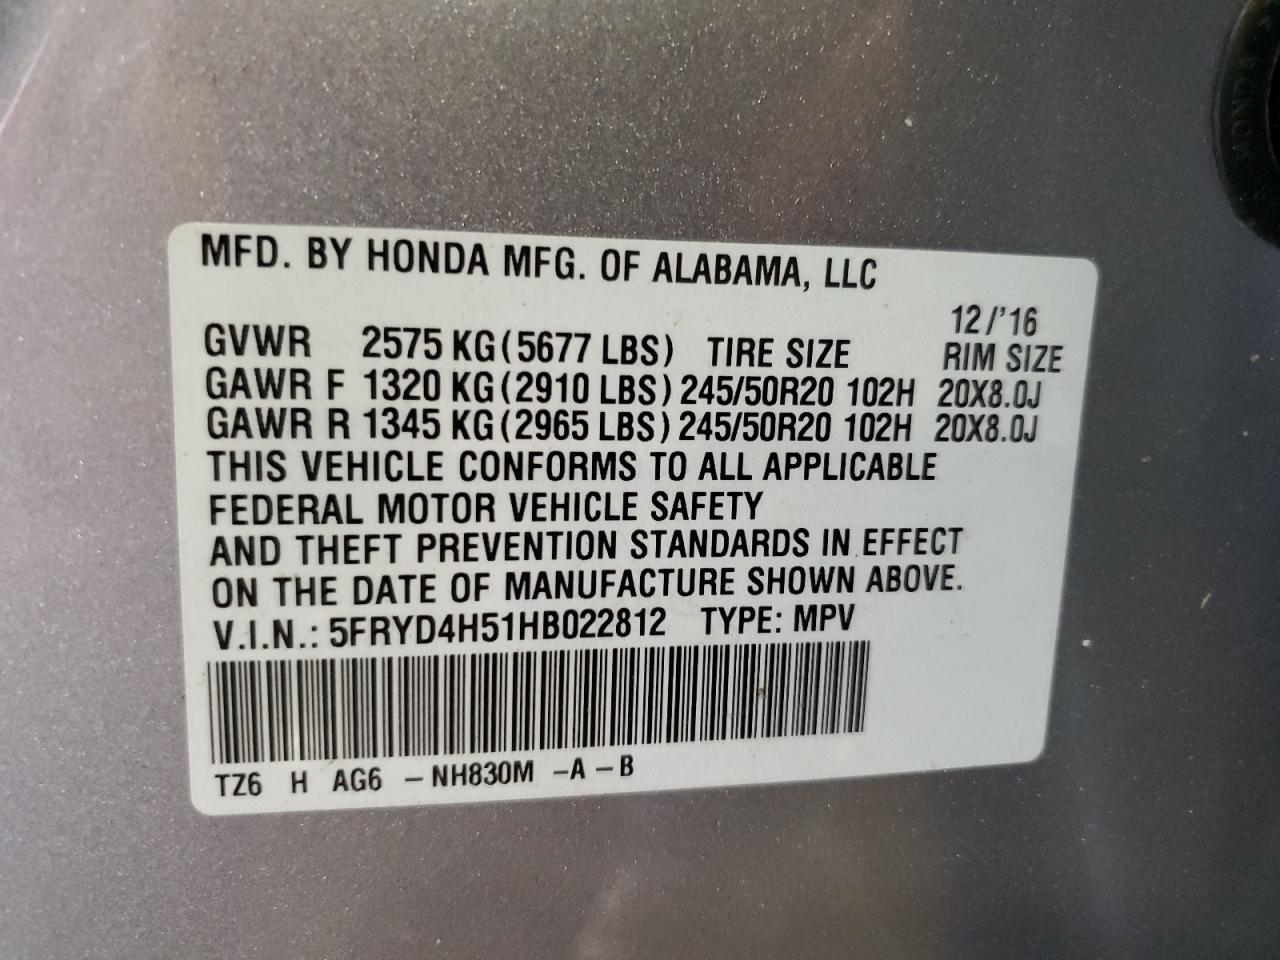 HONDA
MFD. BY HONDA MFG. OF ALABAMA, LLC
12/'16
GVWR 2575 KG(5677 LBS) TIRE SIZE RIM SIZE
GAWR F 1320 KG(2910 LBS) 245/50R20 102H 20X8.0J
GAWR R 1345 KG(2965 LBS) 245/50R20 102H 20X8.0J
THIS VEHICLE CONFORMS TO ALL APPLICABLE
FEDERAL MOTOR VEHICLE SAFETY
AND THEFT PREVENTION STANDARDS IN EFFECT
ON THE DATE OF MANUFACTURE SHOWN ABOVE.
V.I.N.: 5FRYD4H51HB022812 TYPE: MPV
TZ6 H AG6 -NH830M -A -B